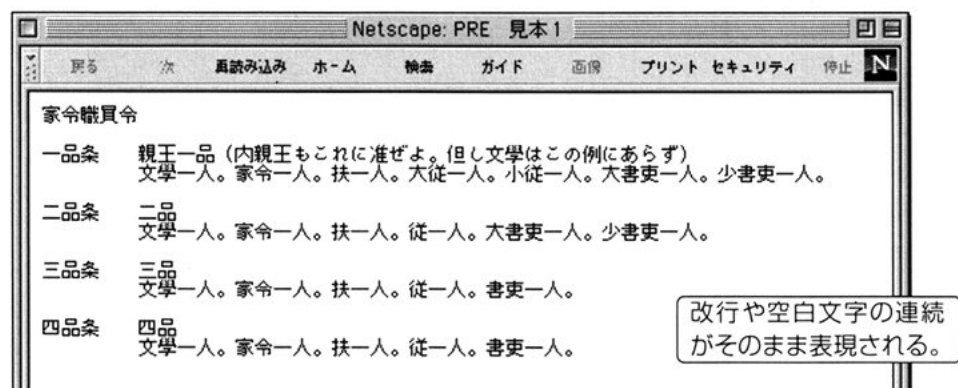 Netscape: PRE 見本1
戻る 次 再読み込み ホーム 検索 ガイド 画像 プリント セキュリティ 停止 N
家令職員令
一品条 親王一品（内親王もこれに准ぜよ。但し文學はこの例にあらず）
文學一人。家令一人。扶一人。大従一人。小従一人。大書吏一人。少書吏一人。
二品条 二品
文學一人。家令一人。扶一人。従一人。大書吏一人。少書吏一人。
三品条 三品
文學一人。家令一人。扶一人。従一人。書吏一人。
四品条 四品
文學一人。家令一人。扶一人。従一人。書吏一人。
改行や空白文字の連続
がそのまま表現される。